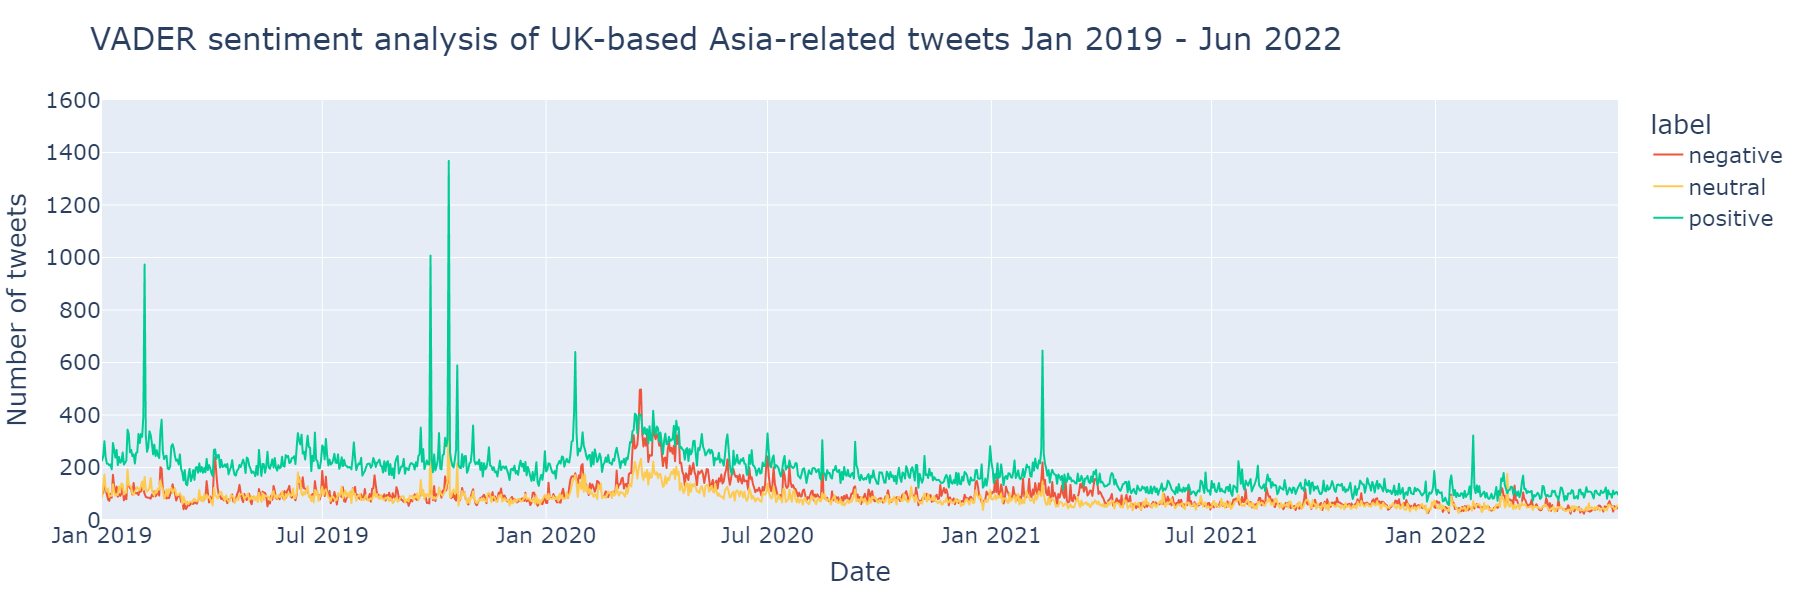 VADER sentiment analysis of UK-based Asia-related tweets Jan 2019 - Jun 2022
Number of tweets
1600
1400
1200
1000
800
600
400
200
0
Jan 2019 Jul 2019 Jan 2020 Jul 2020 Jan 2021 Jul 2021 Jan 2022
Date
label
negative
neutral
positive